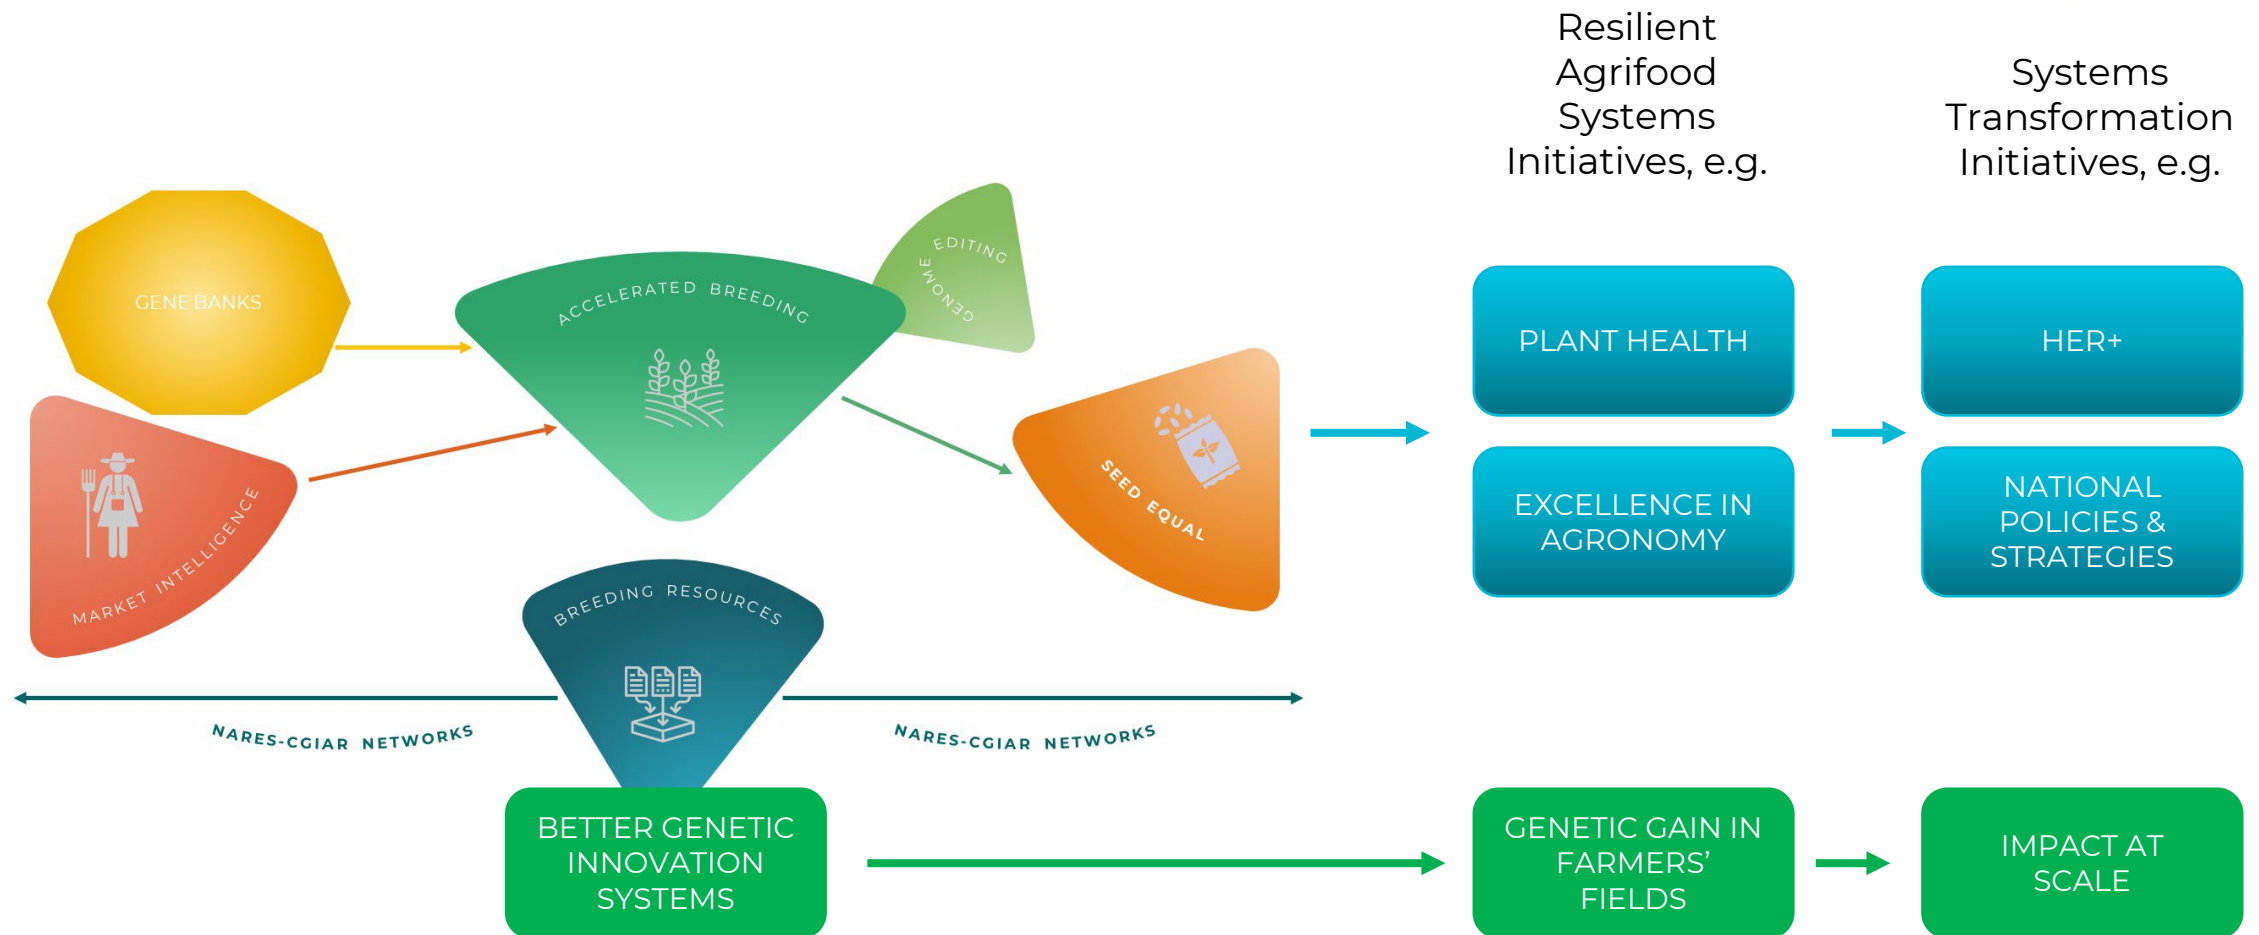 Resilient
Agrifood
Systems
Initiatives, e.g.
Systems
Transformation
Initiatives, e.g.
GENE BANKS
ACCELERATED BREEDING
GENOME EDITING
MARKET INTELLIGENCE
SEED EQUAL
BREEDING RESOURCES
NARES-CGIAR NETWORKS
NARES-CGIAR NETWORKS
PLANT HEALTH
HER+
EXCELLENCE IN
AGRONOMY
NATIONAL
POLICIES &
STRATEGIES
BETTER GENETIC
INNOVATION
SYSTEMS
GENETIC GAIN IN
FARMERS’
FIELDS
IMPACT AT
SCALE